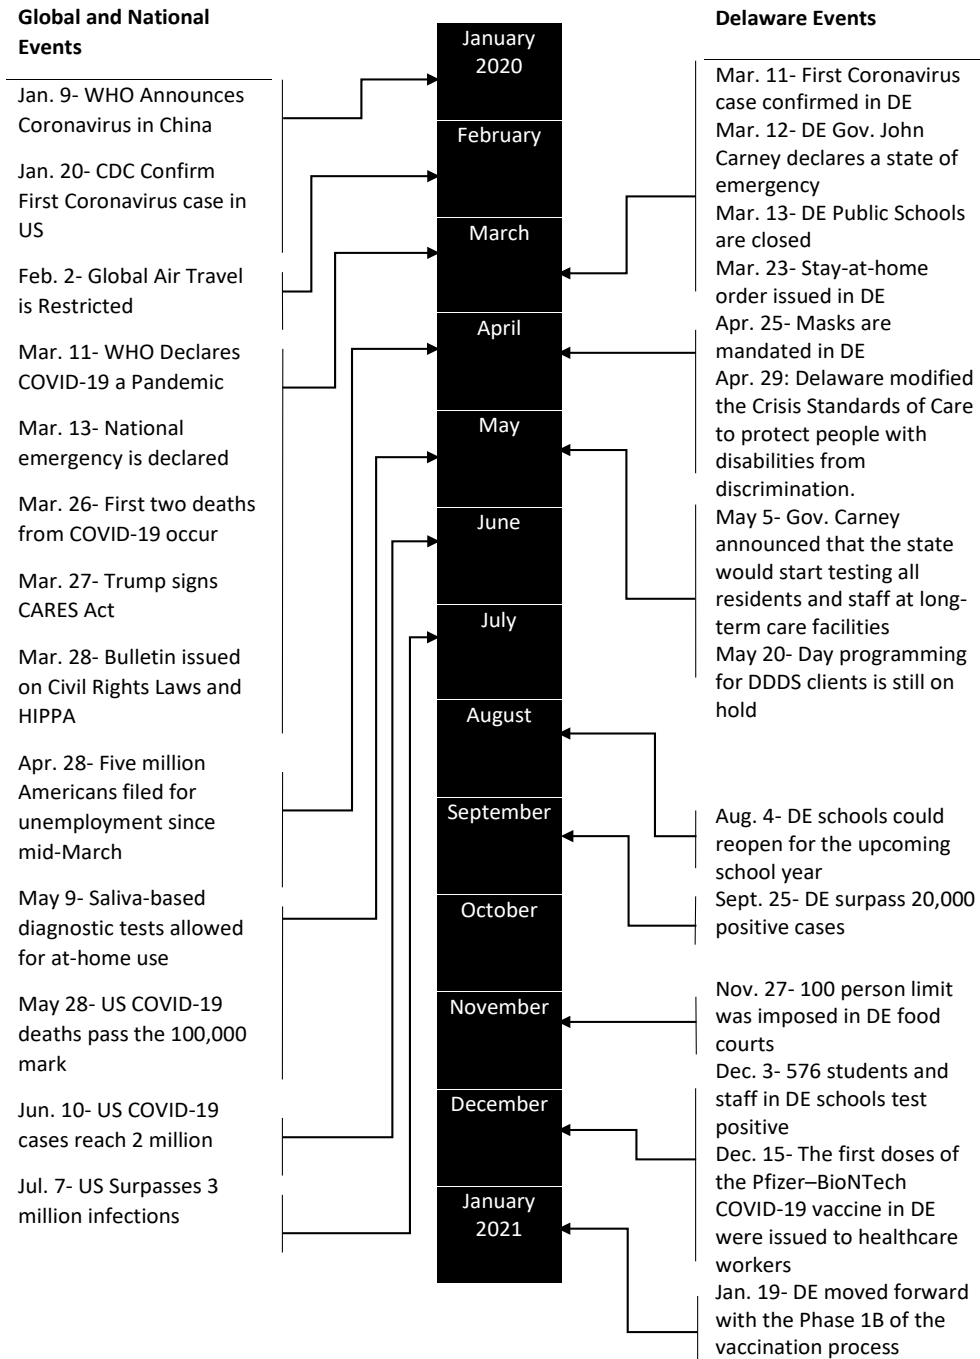 Global and National
Events
Jan. 9- WHO Announces
Coronavirus in China
Jan. 20- CDC Confirm
First Coronavirus case in
US
Feb. 2- Global Air Travel
is Restricted
Mar. 11- WHO Declares
COVID-19 a Pandemic
Mar. 13- National
emergency is declared
Mar. 26- First two deaths
from COVID-19 occur
Mar. 27- Trump signs
CARES Act
Mar. 28- Bulletin issued
on Civil Rights Laws and
HIPPA
Apr. 28- Five million
Americans filed for
unemployment since
mid-March
May 9- Saliva-based
diagnostic tests allowed
for at-home use
May 28- US COVID-19
deaths pass the 100,000
mark
Jun. 10- US COVID-19
cases reach 2 million
Jul. 7- US Surpasses 3
million infections
January
2020
February
March
April
May
June
July
August
September
October
November
December
January
2021
Delaware Events
Mar. 11- First Coronavirus
case confirmed in DE
Mar. 12- DE Gov. John
Carney declares a state of
emergency
Mar. 13- DE Public Schools
are closed
Mar. 23- Stay-at-home
order issued in DE
Apr. 25- Masks are
mandated in DE
Apr. 29: Delaware modified
the Crisis Standards of Care
to protect people with
disabilities from
discrimination.
May 5- Gov. Carney
announced that the state
would start testing all
residents and staff at long-
term care facilities
May 20- Day programming
for DDDS clients is still on
hold
Aug. 4- DE schools could
reopen for the upcoming
school year
Sept. 25- DE surpass 20,000
positive cases
Nov. 27- 100 person limit
was imposed in DE food
courts
Dec. 3- 576 students and
staff in DE schools test
positive
Dec. 15- The first doses of
the Pfizer–BioNTech
COVID-19 vaccine in DE
were issued to healthcare
workers
Jan. 19- DE moved forward
with the Phase 1B of the
vaccination process